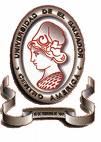 UNIVERSIDAD DE EL SALVADOR
CENTRO AMERICA